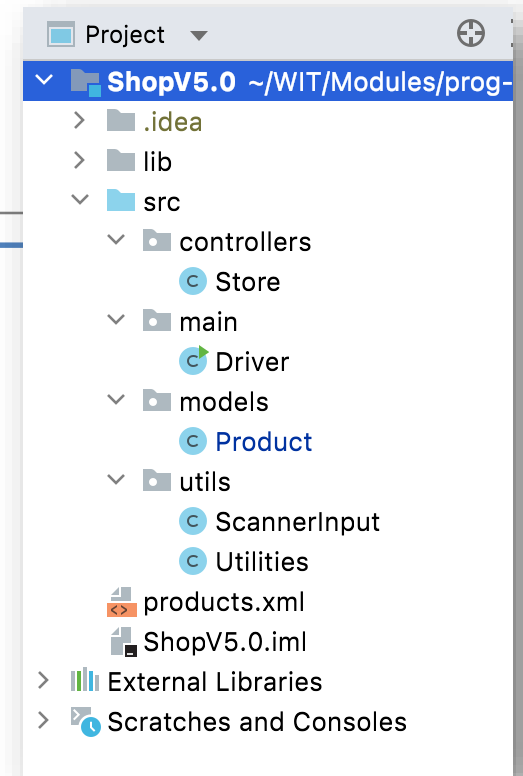 Project
ShopV5.0 ~/WIT/Modules/prog-
.idea
lib
src
controllers
C Store
main
C Driver
models
C Product
utils
C ScannerInput
C Utilities
<> products.xml
ShopV5.0.iml
External Libraries
Scratches and Consoles